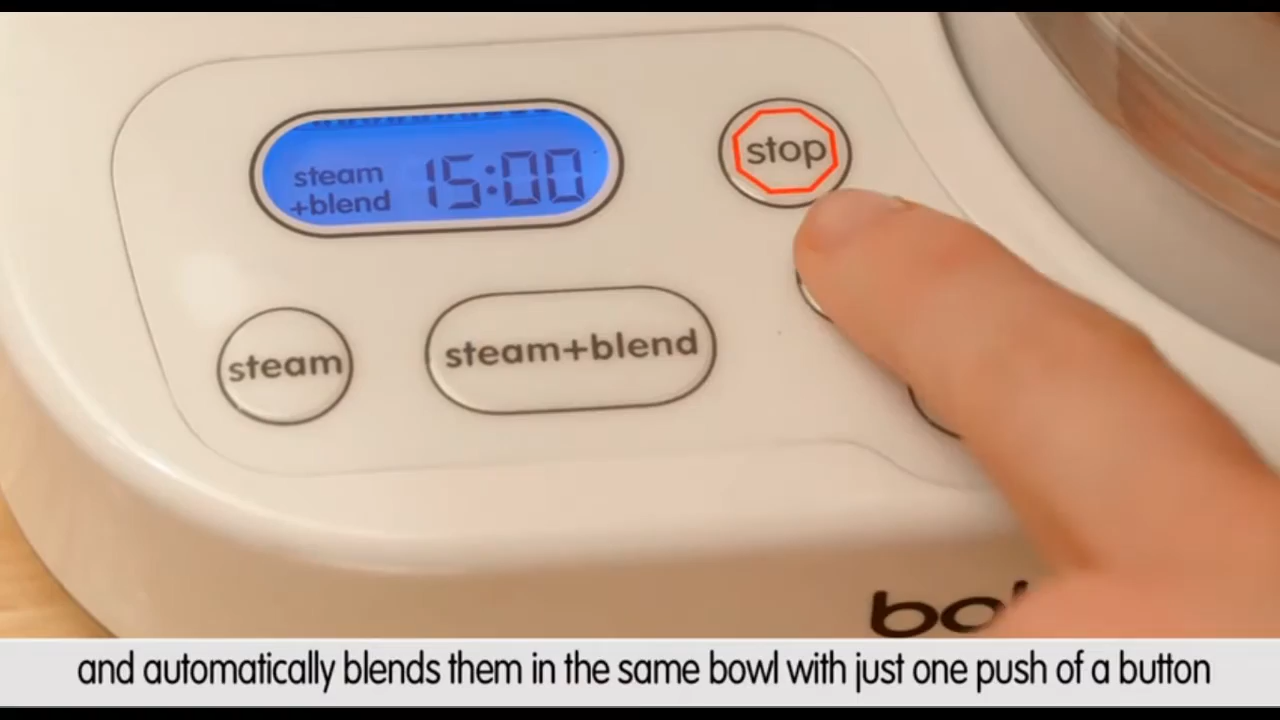 steam
+blend
15:00
stop
steam
steam+blend
and automatically blends them in the same bowl with just one push of a button